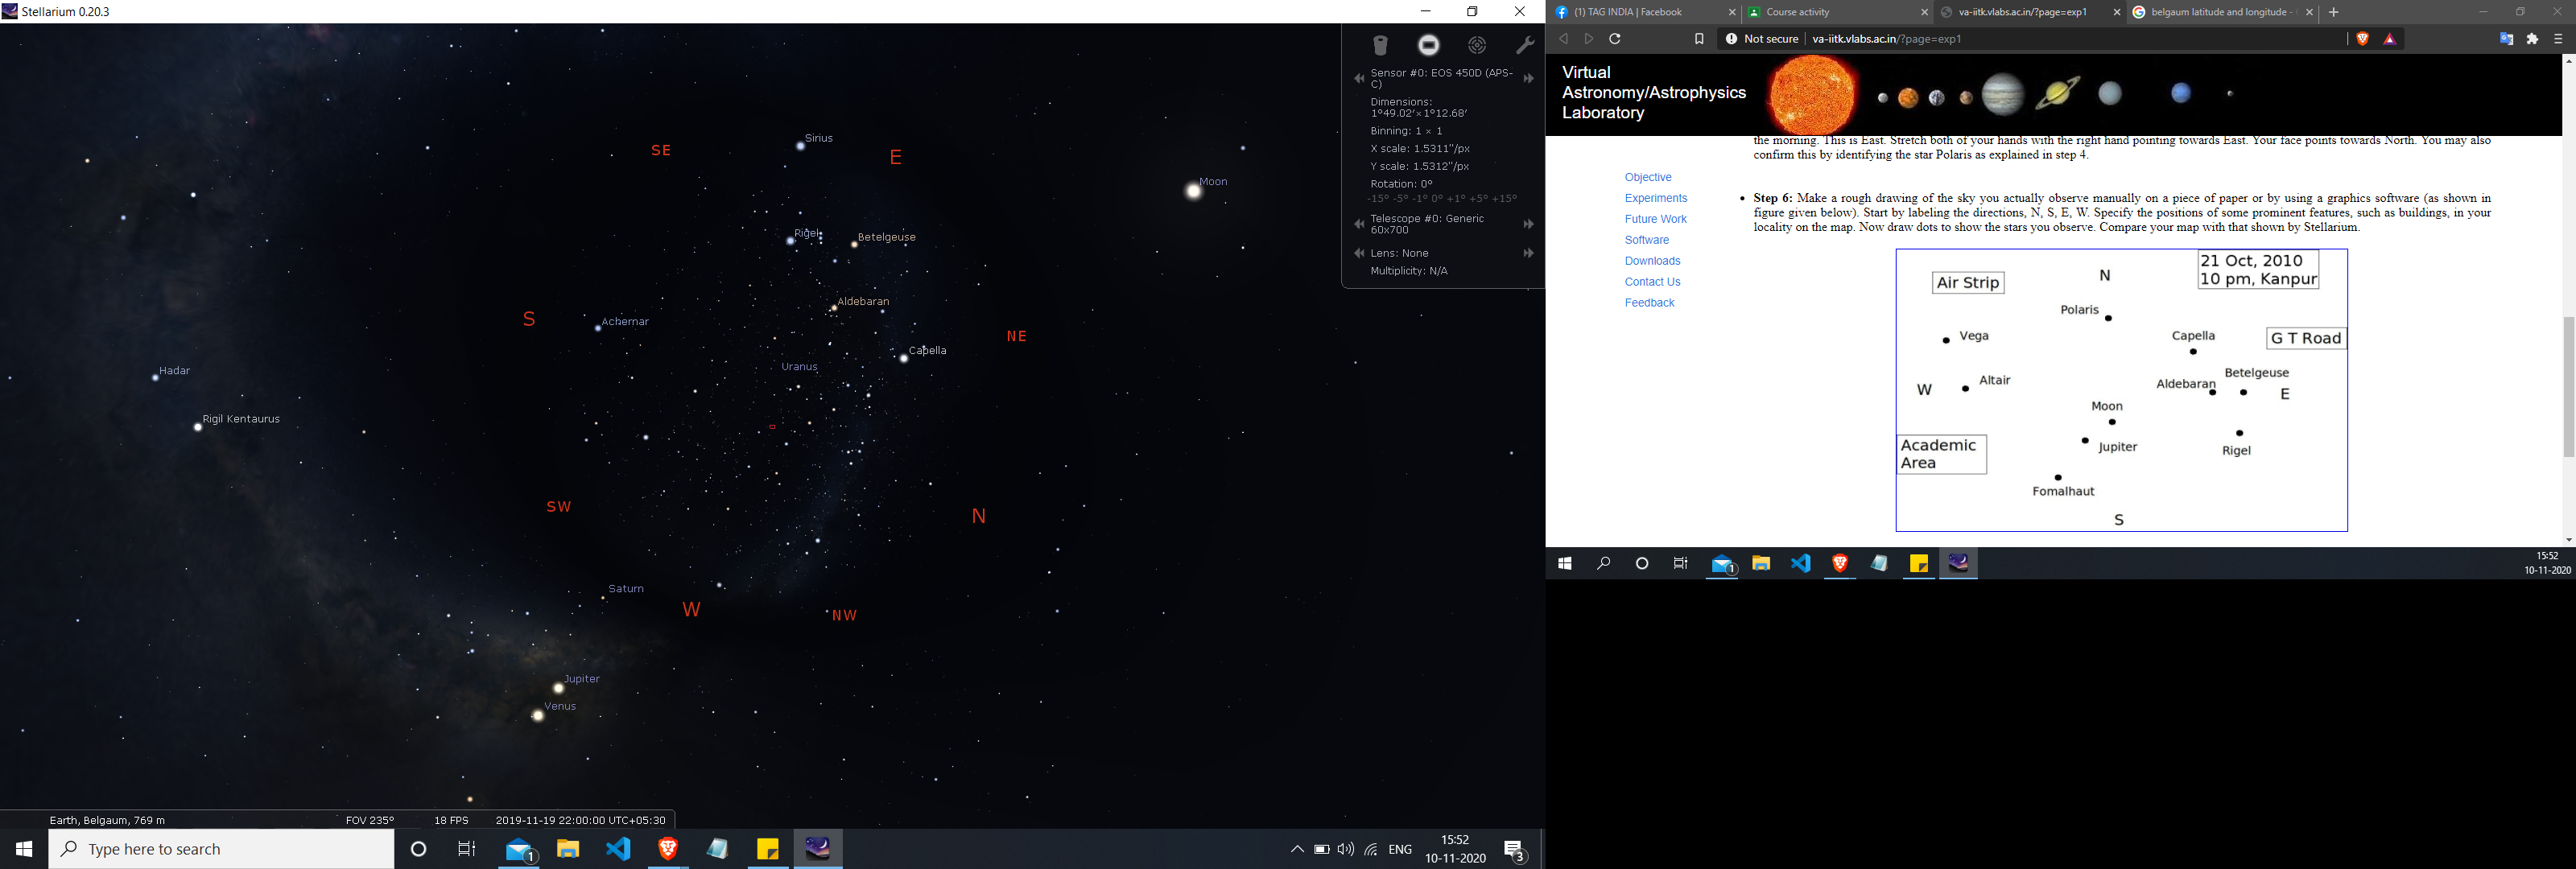 Stellarium 0.20.3
Sirius
SE
E
Moon
Rigel
Betelgeuse
Aldebaran
S
Achernar
NE
Capella
Uranus
Hadar
Rigil Kentaurus
SW
N
Saturn
W
NW
Jupiter
Venus
Sensor #0: EOS 450D (APS-
C)
Dimensions:
1°49.02'× 1°12.68'
Binning: 1 × 1
X scale: 1.5311"/px
Y scale: 1.5312"/px
Rotation: 0°
-15° -5° -1° 0° +1° +5° +15°
Telescope #0: Generic
60x700
Lens: None
Multiplicity: N/A
Earth, Belgaum, 769 m FOV 235° 18 FPS 2019-11-19 22:00:00 UTC+05:30
Type here to search
1
ENG
15:52
10-11-2020
3
(1) TAG INDIA | Facebook
Course activity
va-iitk.vlabs.ac.in/?page=exp1
belgaum latitude and longitude -
Not secure va-iitk.vlabs.ac.in/?page=exp1
Virtual
Astronomy/Astrophysics
Laboratory
the morning. This is East. Stretch both of your hands with the right hand pointing towards East. Your face points towards North. You may also
confirm this by identifying the star Polaris as explained in step 4.
Objective
Experiments
Future Work
Software
Downloads
Contact Us
Feedback
• Step 6: Make a rough drawing of the sky you actually observe manually on a piece of paper or by using a graphics software (as shown in
figure given below). Start by labeling the directions, N, S, E, W. Specify the positions of some prominent features, such as buildings, in your
locality on the map. Now draw dots to show the stars you observe. Compare your map with that shown by Stellarium.
21 Oct, 2010
10 pm, Kanpur
N
Air Strip
Polaris
Vega
Capella
G T Road
Betelgeuse
Altair
Aldebaran
W
E
Moon
Academic
Area
Jupiter
Rigel
Fomalhaut
S
1
15:52
10-11-2020